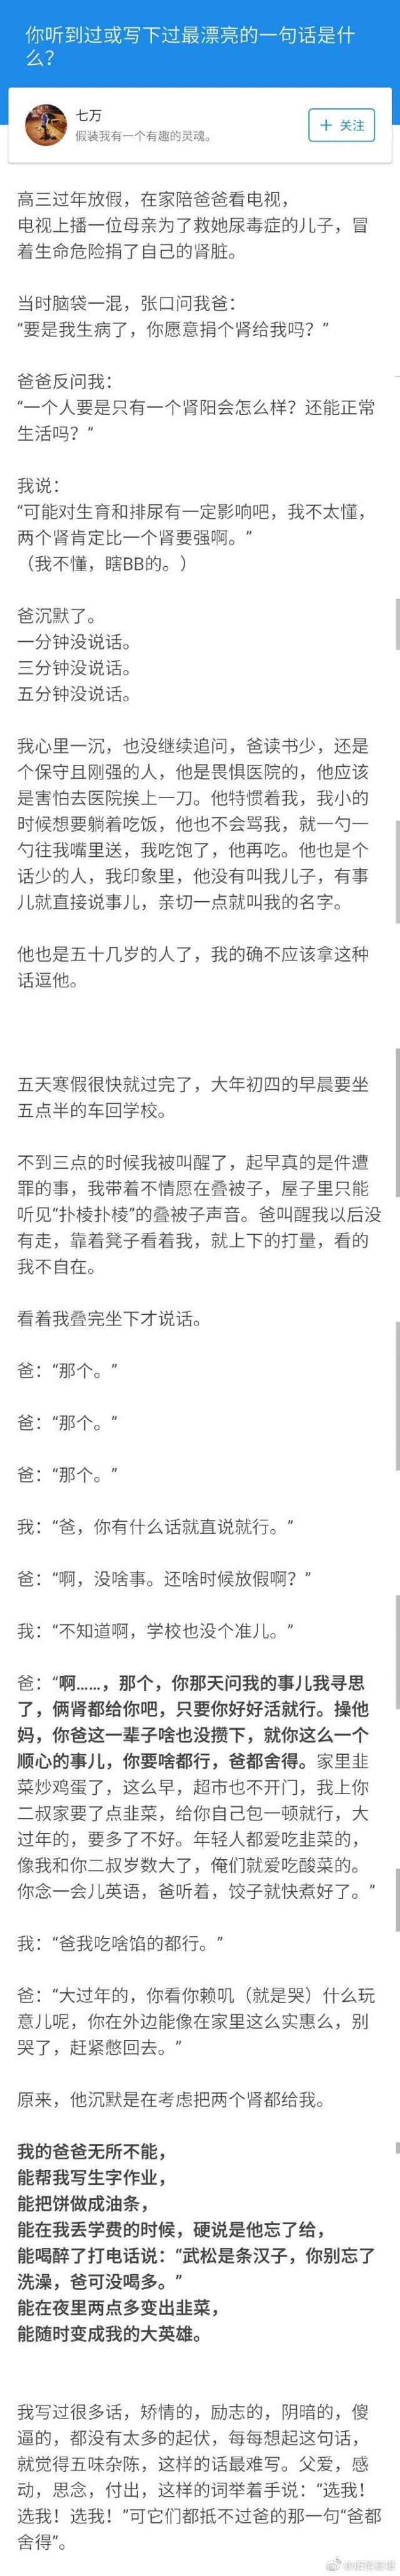 你听到过或写下过最漂亮的一句话是什
么？
七万
假装我有一个有趣的灵魂。
＋ 关注
高三过年放假，在家陪爸爸看电视，
电视上播一位母亲为了救她尿毒症的儿子，冒
着生命危险捐了自己的肾脏。
当时脑袋一混，张口问我爸：
“要是我生病了，你愿意捐个肾给我吗？”
爸爸反问我：
“一个人要是只有一个肾阳会怎么样？还能正常
生活吗？”
我说：
“可能对生育和排尿有一定影响吧，我不太懂，
两个肾肯定比一个肾要强啊。”
（我不懂，瞎BB的。）
爸沉默了。
一分钟没说话。
三分钟没说话。
五分钟没说话。
我心里一沉，也没继续追问，爸读书少，还是
个保守且刚强的人，他是畏惧医院的，他应该
是害怕去医院挨上一刀。他特惯着我，我小的
时候想要躺着吃饭，他也不会骂我，就一勺一
勺往我嘴里送，我吃饱了，他再吃。他也是个
话少的人，我印象里，他没有叫我儿子，有事
儿就直接说事儿，亲切一点就叫我的名字。
他也是五十几岁的人了，我的确不应该拿这种
话逗他。
五天寒假很快就过完了，大年初四的早晨要坐
五点半的车回学校。
不到三点的时候我被叫醒了，起早真的是件遭
罪的事，我带着不情愿在叠被子，屋子里只能
听见“扑棱扑棱”的叠被子声音。爸叫醒我以后没
有走，靠着凳子看着我，就上下的打量，看的
我不自在。
看着我叠完坐下才说话。
爸：“那个。”
爸：“那个。”
爸：“那个。”
我：“爸，你有什么话就直说就行。”
爸：“啊，没啥事。还啥时候放假啊？”
我：“不知道啊，学校也没个准儿。”
爸：“啊……，那个，你那天问我的事儿我寻思
了，俩肾都给你吧，只要你好好活就行。操他
妈，你爸这一辈子啥也没攒下，就你这么一个
顺心的事儿，你要啥都行，爸都舍得。家里韭
菜炒鸡蛋了，这么早，超市也不开门，我上你
二叔家要了点韭菜，给你自己包一顿就行，大
过年的，要多了不好。年轻人都爱吃韭菜的，
像我和你二叔岁数大了，俺们就爱吃酸菜的。
你念一会儿英语，爸听着，饺子就快煮好了。”
我：“爸我吃啥馅的都行。”
爸：“大过年的，你看你赖叽（就是哭）什么玩
意儿呢，你在外边能像在家里这么实惠么，别
哭了，赶紧憋回去。”
原来，他沉默是在考虑把两个肾都给我。
我的爸爸无所不能，
能帮我写生字作业，
能把饼做成油条，
能在我丢学费的时候，硬说是他忘了给，
能喝醉了打电话说：“武松是条汉子，你别忘了
洗澡，爸可没喝多。”
能在夜里两点多变出韭菜，
能随时变成我的大英雄。
我写过很多话，矫情的，励志的，阴暗的，傻
逼的，都没有太多的起伏，每每想起这句话，
就觉得五味杂陈，这样的话最难写。父爱，感
动，思念，付出，这样的词举着手说：“选我！
选我！选我！”可它们都抵不过爸的那一句“爸都
舍得”。